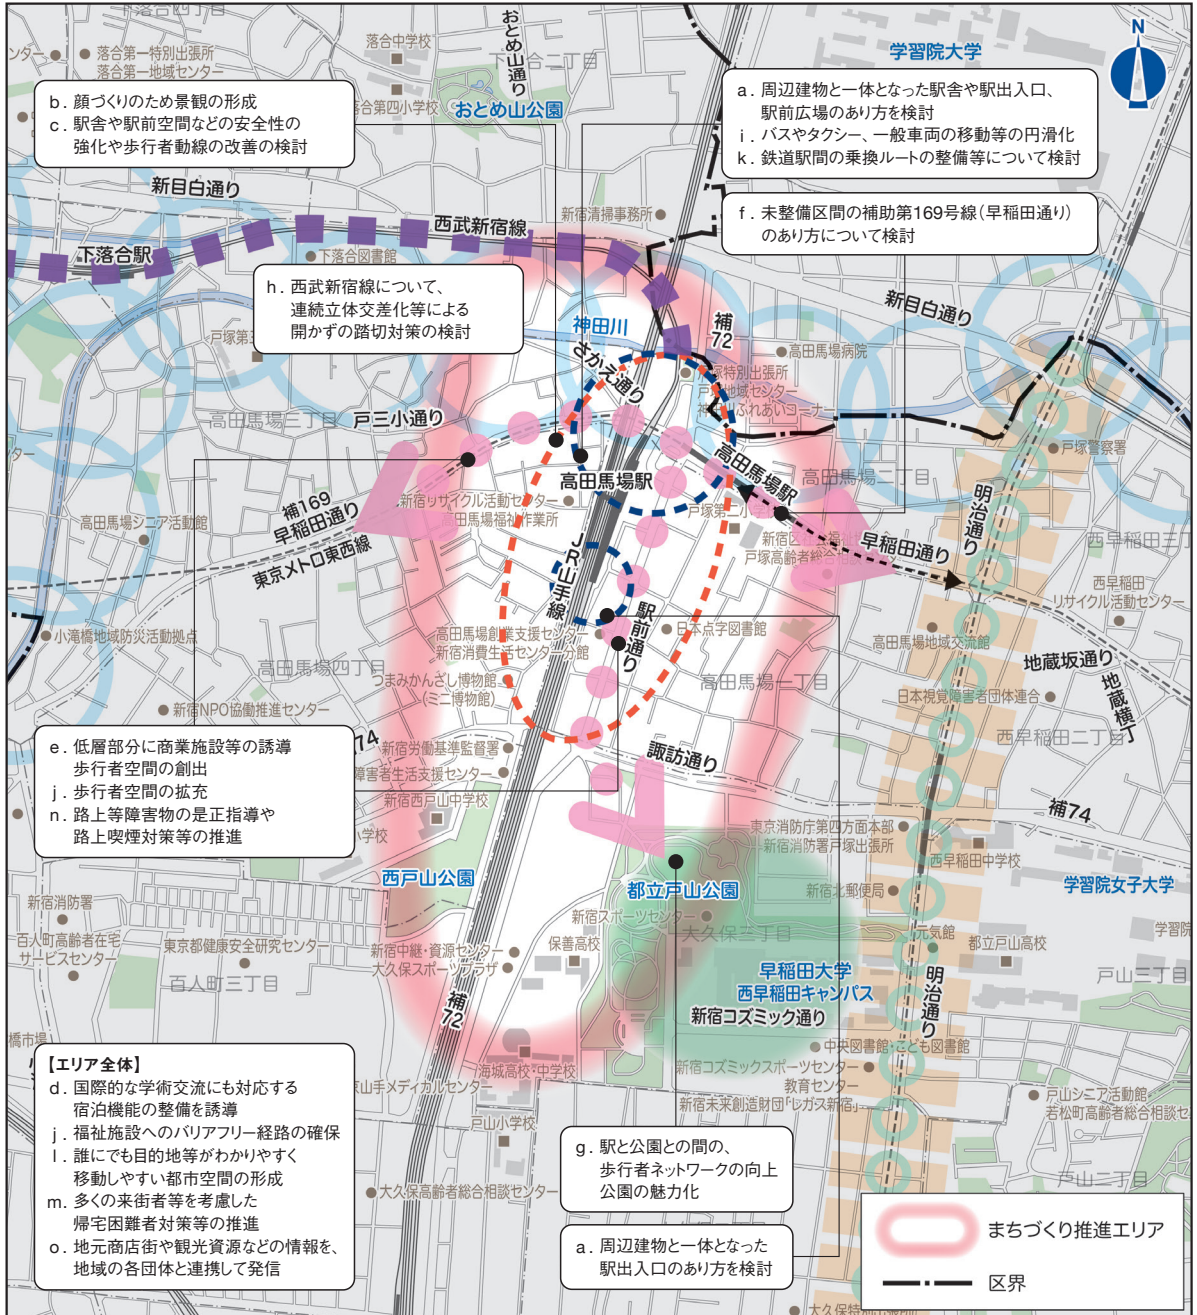 下落合四丁目
おとめ山通り
落合中学校
下落合二丁目
学習院大学
N
落合第一特別出張所
落合第一地域センター
落合第四小学校
おとめ山公園
b. 顔づくりのため景観の形成
c. 駅舎や駅前空間などの安全性の
強化や歩行者動線の改善の検討
a. 周辺建物と一体となった駅舎や駅出入口、
駅前広場のあり方を検討
i. バスやタクシー、一般車両の移動等の円滑化
k. 鉄道駅間の乗換ルートの整備等について検討
新目白通り
西武新宿線
新宿清掃事務所
f. 未整備区間の補助第169号線(早稲田通り)
のあり方について検討
下落合駅
下落合図書館
h. 西武新宿線について、
連続立体交差化等による
開かずの踏切対策の検討
神田川
さかえ通り
補72
新目白通り
高田馬場病院
戸塚第三
高田馬場三丁目
戸三小通り
高田馬場駅
高田馬場駅
高田馬場二丁目
戸塚警察署
明治通り
補169
早稲田通り
東京メトロ東西線
高田馬場シニア活動館
新宿リサイクル活動センター
高田馬場福祉作業所
戸塚第二小学校
早稲田通り
西早稲田三丁目
西早稲田
リサイクル活動センター
JR山手線
駅前通り
小滝橋地域防災活動拠点
高田馬場四丁目
高田馬場創業支援センター
新宿消費生活センター分館
日本点字図書館
高田馬場地域交流館
地蔵坂通り
地蔵横丁
つまみかんざし博物館
(ミニ博物館)
高田馬場一丁目
日本視覚障害者団体連合
新宿NPO協働推進センター
西早稲田二丁目
e. 低層部分に商業施設等の誘導
歩行者空間の創出
j. 歩行者空間の拡充
n. 路上等障害物の是正指導や
路上喫煙対策等の推進
74
新宿労働基準監督署
諏訪通り
障害者生活支援センター
新宿西戸山中学校
小学校
補74
東京消防庁第四方面本部
新宿消防署戸塚出張所
西早稲田中学校
西戸山公園
都立戸山公園
学習院女子大学
新宿北郵便局
新宿消防署
新宿スポーツセンター
大久保三丁目
元気館
百人町高齢者在宅
サービスセンター
東京都健康安全研究センター
新宿中継・資源センター
大久保スポーツプラザ
保善高校
都立戸山高校
学習院
百人町三丁目
早稲田大学
西早稲田キャンパス
新宿コズミック通り
明治通り
戸山三丁目
補72
中央図書館・こども図書館
橋市場
【エリア全体】
d. 国際的な学術交流にも対応する
宿泊機能の整備を誘導
j. 福祉施設へのバリアフリー経路の確保
l. 誰にでも目的地等がわかりやすく
移動しやすい都市空間の形成
m. 多くの来街者等を考慮した
帰宅困難者対策等の推進
o. 地元商店街や観光資源などの情報を、
地域の各団体と連携して発信
海城高校・中学校
山手メディカルセンター
新宿コズミックスポーツセンター
教育センター
新宿未来創造財団「レガス新宿」
戸山シニア活動館
若松町高齢者総合相談セ
戸山小学校
g. 駅と公園との間の、
歩行者ネットワークの向上
公園の魅力化
戸山二丁目
大久保高齢者総合相談センター
a. 周辺建物と一体となった
駅出入口のあり方を検討
まちづくり推進エリア
区界
大久保特別出張所